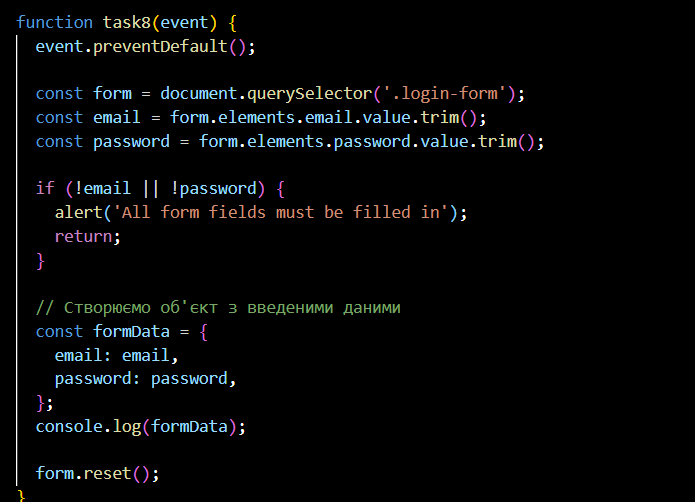 function task8(event) {
event.preventDefault();
const form = document.querySelector('.login-form');
const email = form.elements.email.value.trim();
const password = form.elements.password.value.trim();
if (!email || !password) {
alert('All form fields must be filled in');
return;
}
// Створюємо об'єкт з введеними даними
const formData = {
email: email,
password: password,
};
console.log(formData);
form.reset();
}